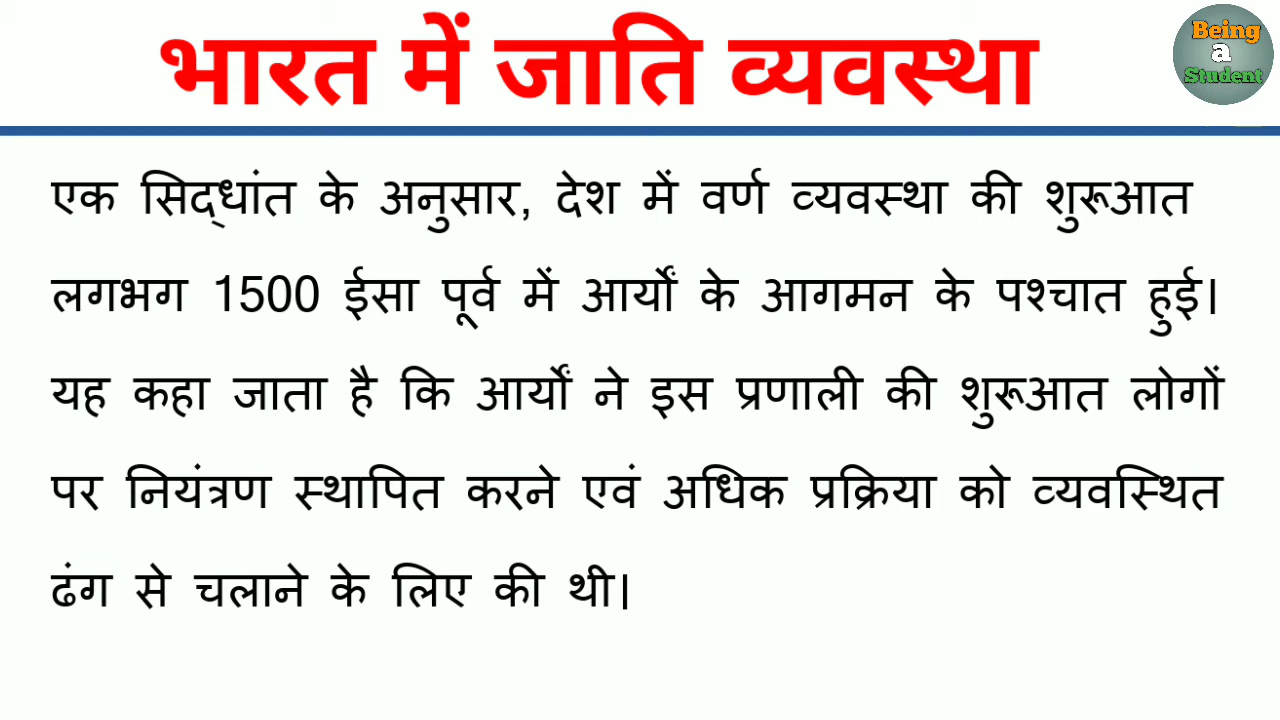 भारत में जाति व्यवस्था
Being
a
Student
एक सिद्धांत के अनुसार, देश में वर्ण व्यवस्था की शुरूआत
लगभग 1500 ईसा पूर्व में आर्यों के आगमन के पश्चात हुई।
यह कहा जाता है कि आर्यों ने इस प्रणाली की शुरूआत लोगों
पर नियंत्रण स्थापित करने एवं अधिक प्रक्रिया को व्यवस्थित
ढंग से चलाने के लिए की थी।